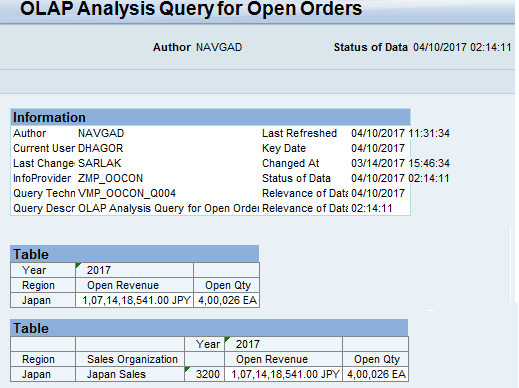 OLAP Analysis Query for Open Orders
Author NAVGAD Status of Data 04/10/2017 02:14:11
Information
Author NAVGAD Last Refreshed 04/10/2017 11:31:34
Current User DHAGOR Key Date 04/10/2017
Last Change SARLAK Changed At 03/14/2017 15:46:34
InfoProvider ZMP_OOCON Status of Data 04/10/2017 02:14:11
Query Techn VMP_OOCON_Q004 Relevance of Data 04/10/2017
Query Descr OLAP Analysis Query for Open Order Relevance of Data 02:14:11
Table
Year 2017
Region Open Revenue Open Qty
Japan 1,07,14,18,541.00 JPY 4,00,026 EA
Table
Year 2017
Region Sales Organization Open Revenue Open Qty
Japan Japan Sales 3200 1,07,14,18,541.00 JPY 4,00,026 EA